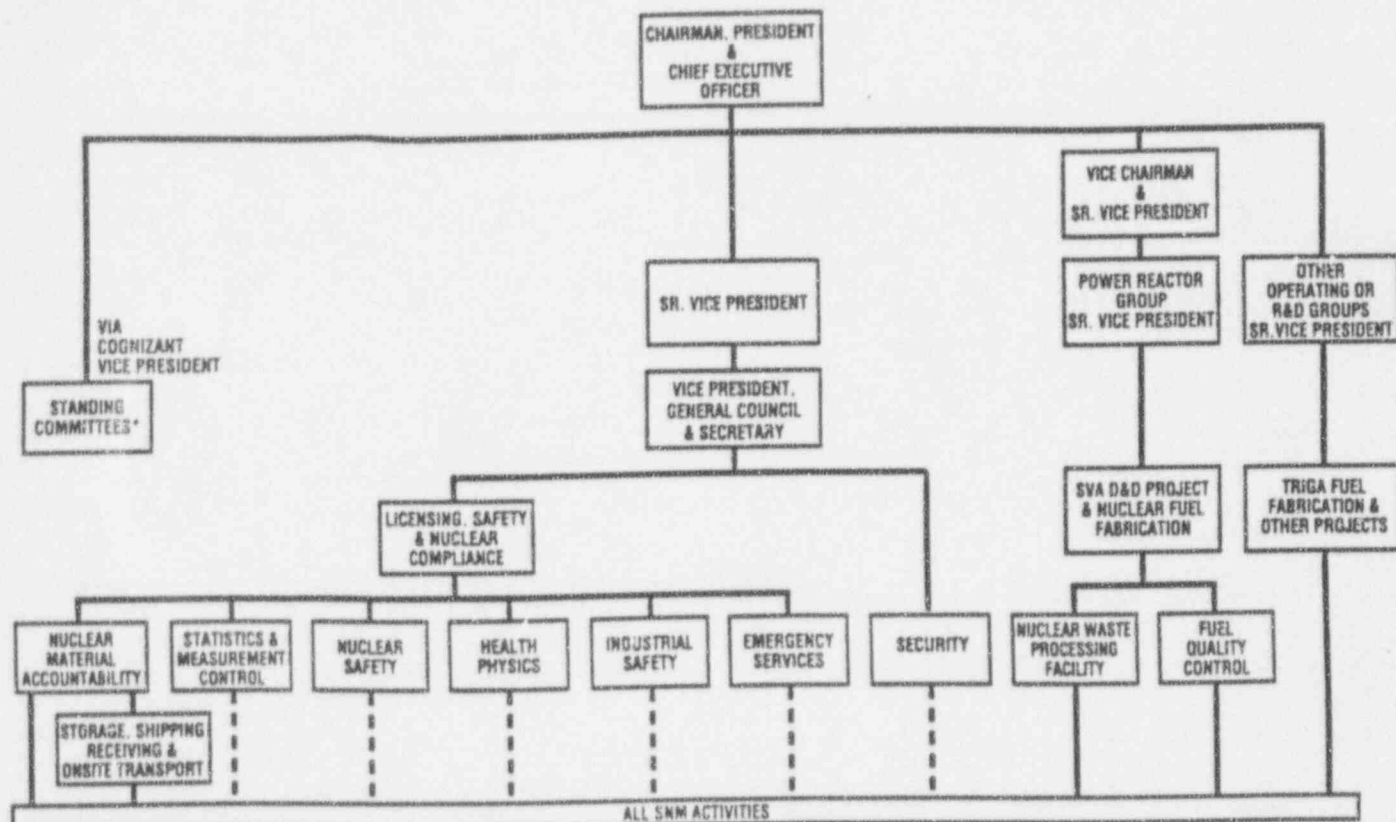 CHAIRMAN, PRESIDENT
&
CHIEF EXECUTIVE
OFFICER
VICE CHAIRMAN
&
SR. VICE PRESIDENT
SR. VICE PRESIDENT
POWER REACTOR
GROUP
SR. VICE PRESIDENT
OTHER
OPERATING OR
R&D GROUPS
SR. VICE PRESIDENT
VIA
COGNIZANT
VICE PRESIDENT
STANDING
COMMITTEES*
VICE PRESIDENT,
GENERAL COUNCIL
& SECRETARY
LICENSING, SAFETY
& NUCLEAR
COMPLIANCE
SVA D&D PROJECT
& NUCLEAR FUEL
FABRICATION
TRIGA FUEL
FABRICATION &
OTHER PROJECTS
NUCLEAR
MATERIAL
ACCOUNTABILITY
STATISTICS &
MEASUREMENT
CONTROL
NUCLEAR
SAFETY
HEALTH
PHYSICS
INDUSTRIAL
SAFETY
EMERGENCY
SERVICES
SECURITY
NUCLEAR WASTE
PROCESSING
FACILITY
FUEL
QUALITY
CONTROL
STORAGE, SHIPPING
RECEIVING &
ONSITE TRANSPORT
ALL SNM ACTIVITIES